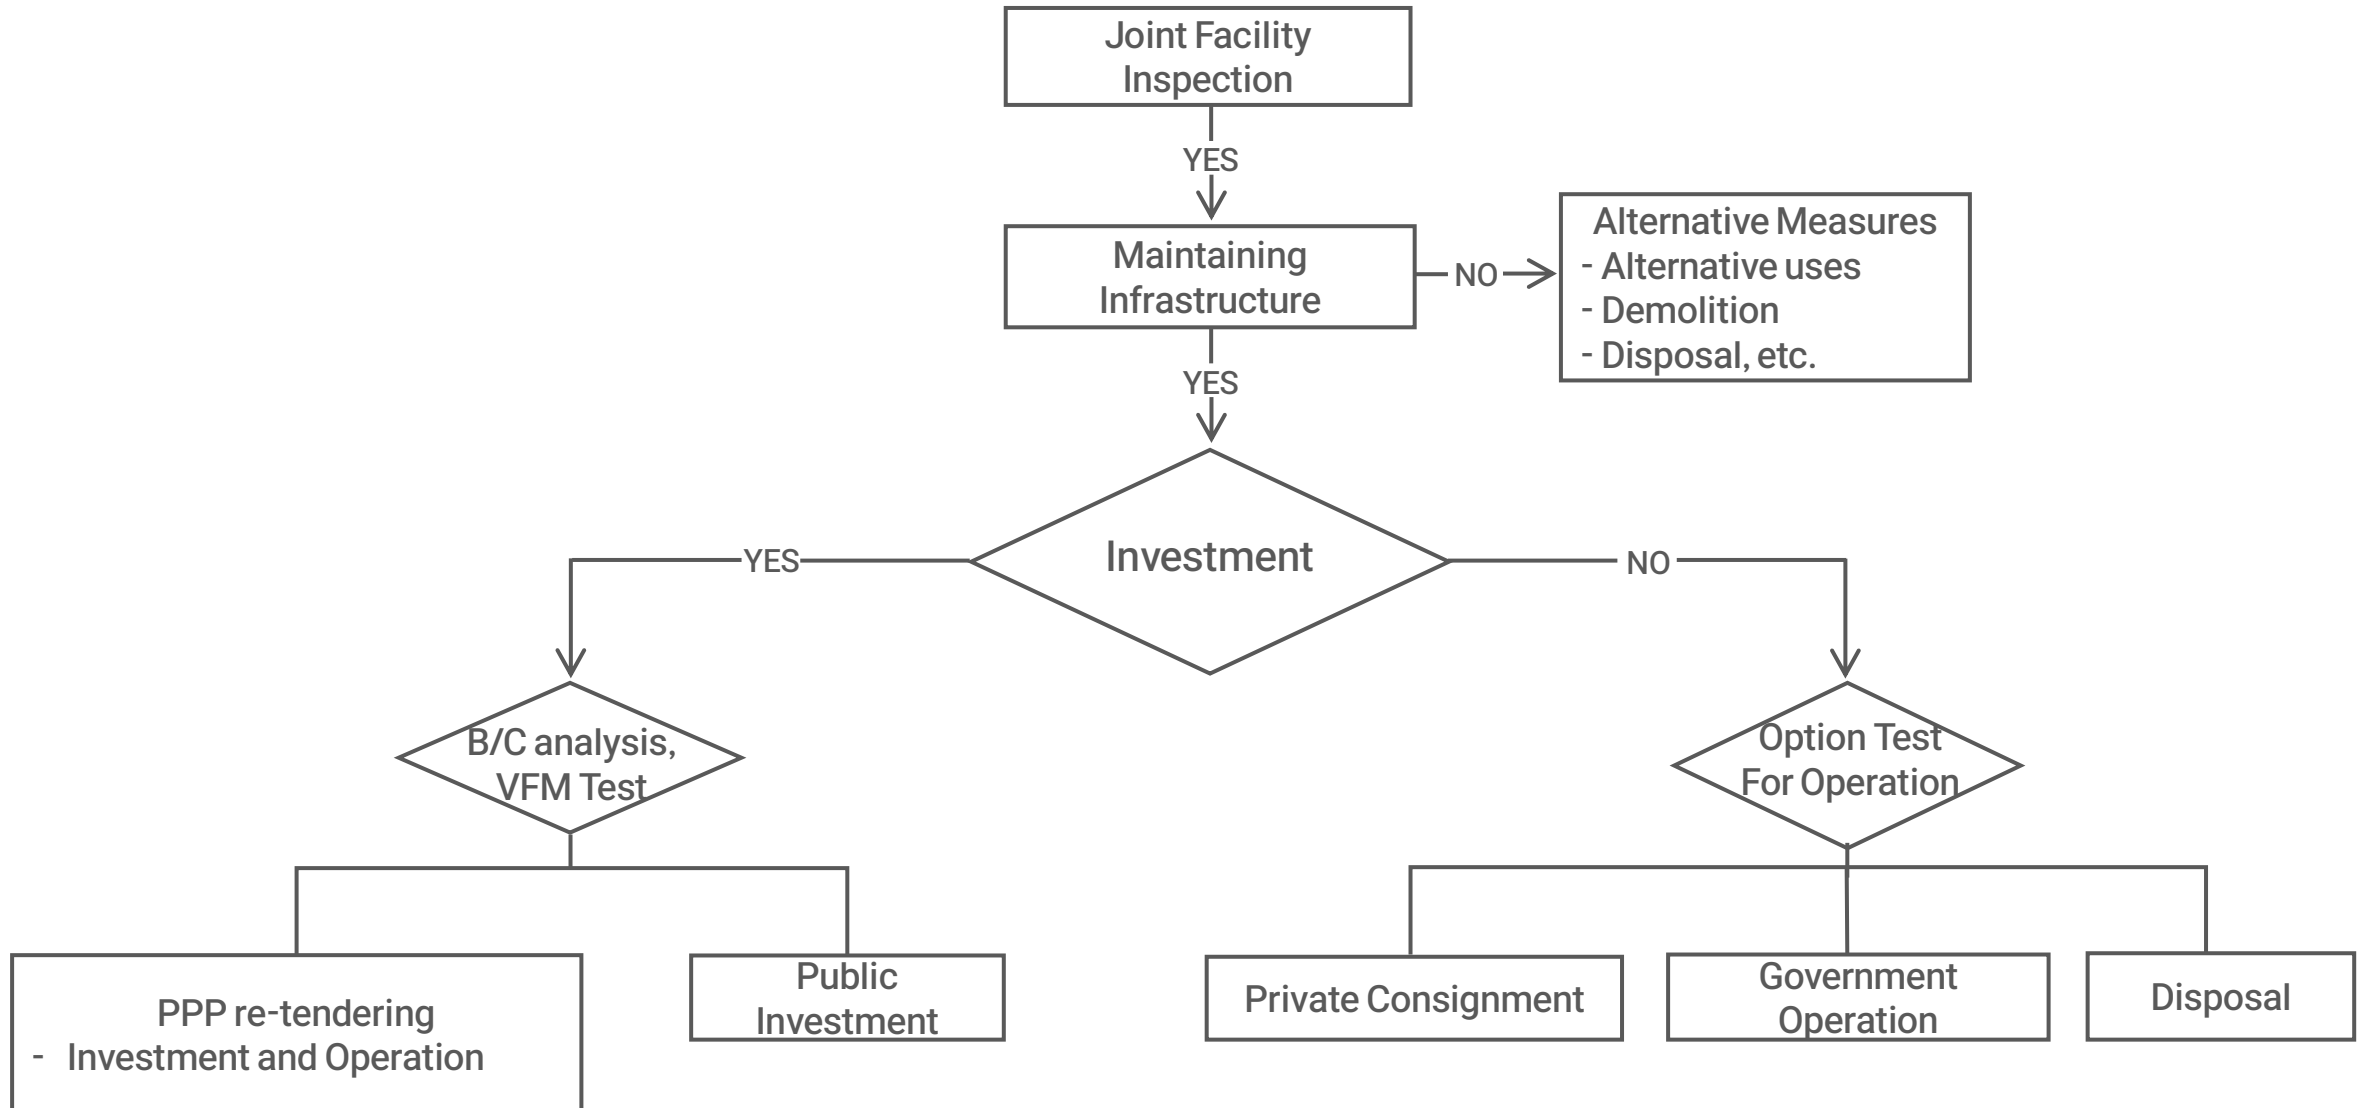 Joint Facility
Inspection
YES
Maintaining
Infrastructure
NO
Alternative Measures
- Alternative uses
- Demolition
- Disposal, etc.
YES
Investment
YES
NO
B/C analysis,
VFM Test
Option Test
For Operation
PPP re-tendering
- Investment and Operation
Public
Investment
Private Consignment
Government
Operation
Disposal